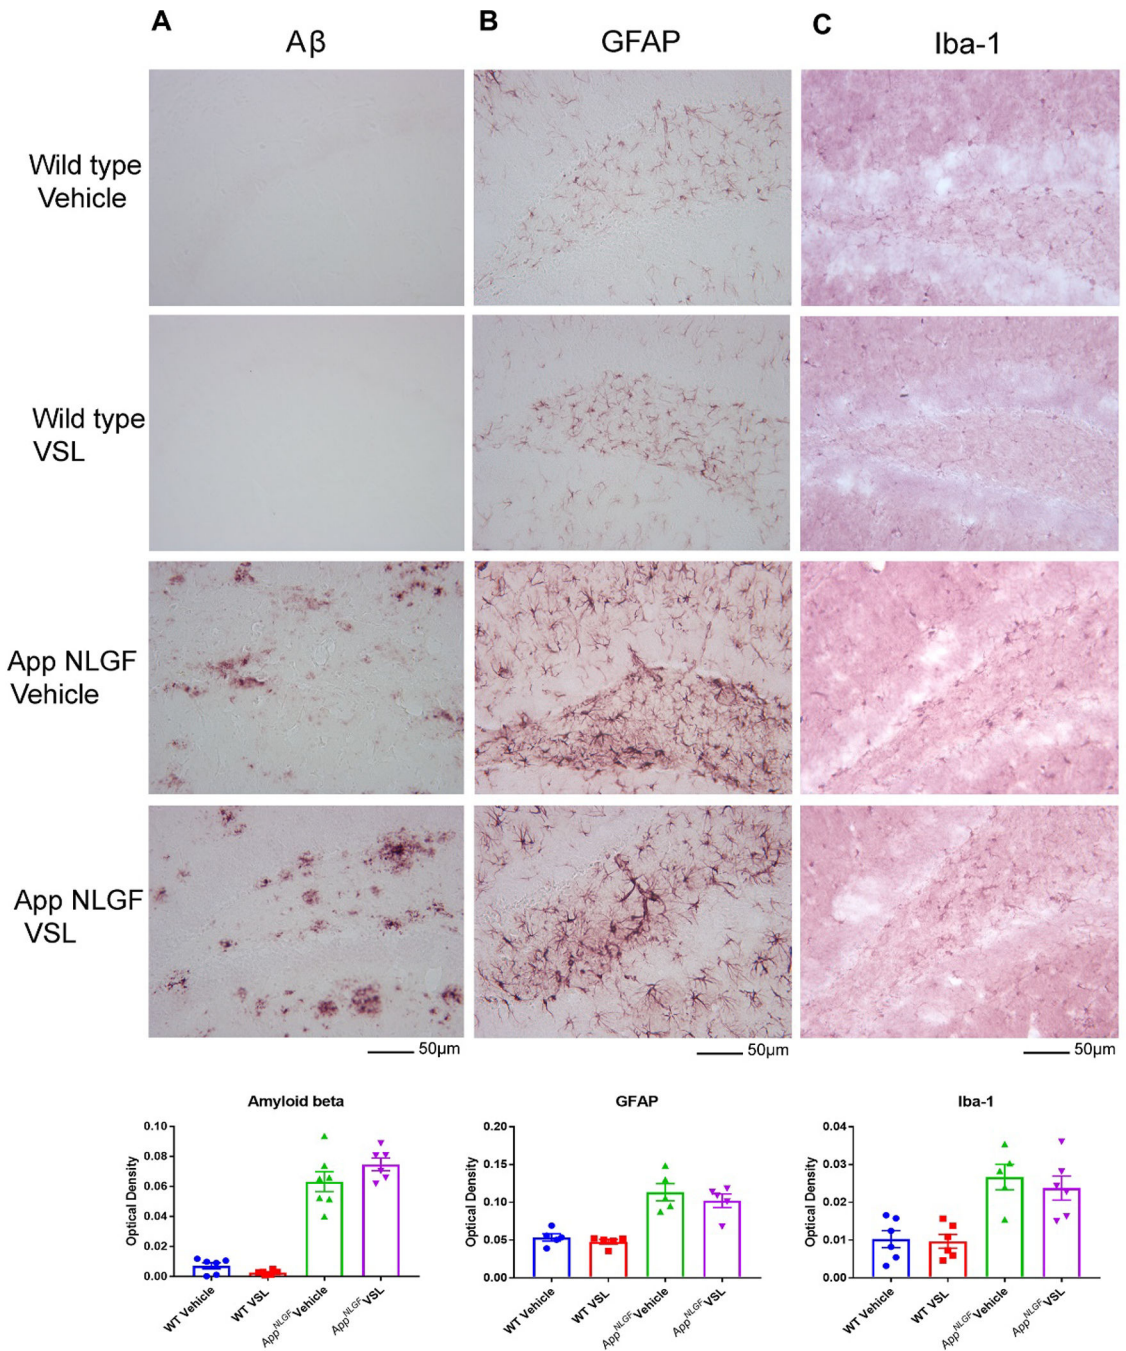 A
Aβ
B
GFAP
C
Iba-1
Wild type
Vehicle
Wild type
VSL
App NLGF
Vehicle
App NLGF
VSL
50µm
50µm
50µm
Amyloid beta
Optical Density
0.10
0.08
0.06
0.04
0.02
0.00
WT Vehicle
WT VSL
App^NLGF Vehicle
App^NLGF VSL
GFAP
Optical Density
0.20
0.15
0.10
0.05
0.00
WT Vehicle
WT VSL
App^NLGF Vehicle
App^NLGF VSL
Iba-1
Optical Density
0.04
0.03
0.02
0.01
0.00
WT Vehicle
WT VSL
App^NLGF Vehicle
App^NLGF VSL